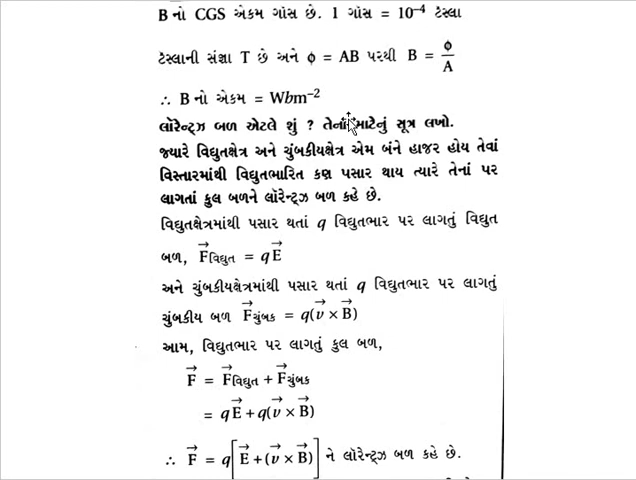 B નો CGS એકમ ગૉસ છે. 1 ગૉસ = 10⁻⁴ ટૅસ્લા
ટૅસ્લાની સંજ્ઞા T છે અને ϕ = AB પરથી B = ϕ/A
∴ B નો એકમ = Wbm⁻²
લૉરેન્ટ્ઝ બળ એટલે શું ? તેના માટેનું સૂત્ર લખો.
જ્યારે વિદ્યુતક્ષેત્ર અને ચુંબકીયક્ષેત્ર એમ બંને હાજર હોય તેવાં
વિસ્તારમાંથી વિદ્યુતભારિત કણ પસાર થાય ત્યારે તેનાં પર
લાગતાં કુલ બળને લૉરેન્ટ્ઝ બળ કહે છે.
વિદ્યુતક્ષેત્રમાંથી પસાર થતાં q વિદ્યુતભાર પર લાગતું વિદ્યુત
બળ, F⃗વિદ્યુત = qE⃗
અને ચુંબકીયક્ષેત્રમાંથી પસાર થતાં q વિદ્યુતભાર પર લાગતું
ચુંબકીય બળ F⃗ચુંબક = q(v⃗ × B⃗)
આમ, વિદ્યુતભાર પર લાગતું કુલ બળ,
F⃗ = F⃗વિદ્યુત + F⃗ચુંબક
= qE⃗ + q(v⃗ × B⃗)
∴ F⃗ = q[E⃗ + (v⃗ × B⃗)] ને લૉરેન્ટ્ઝ બળ કહે છે.